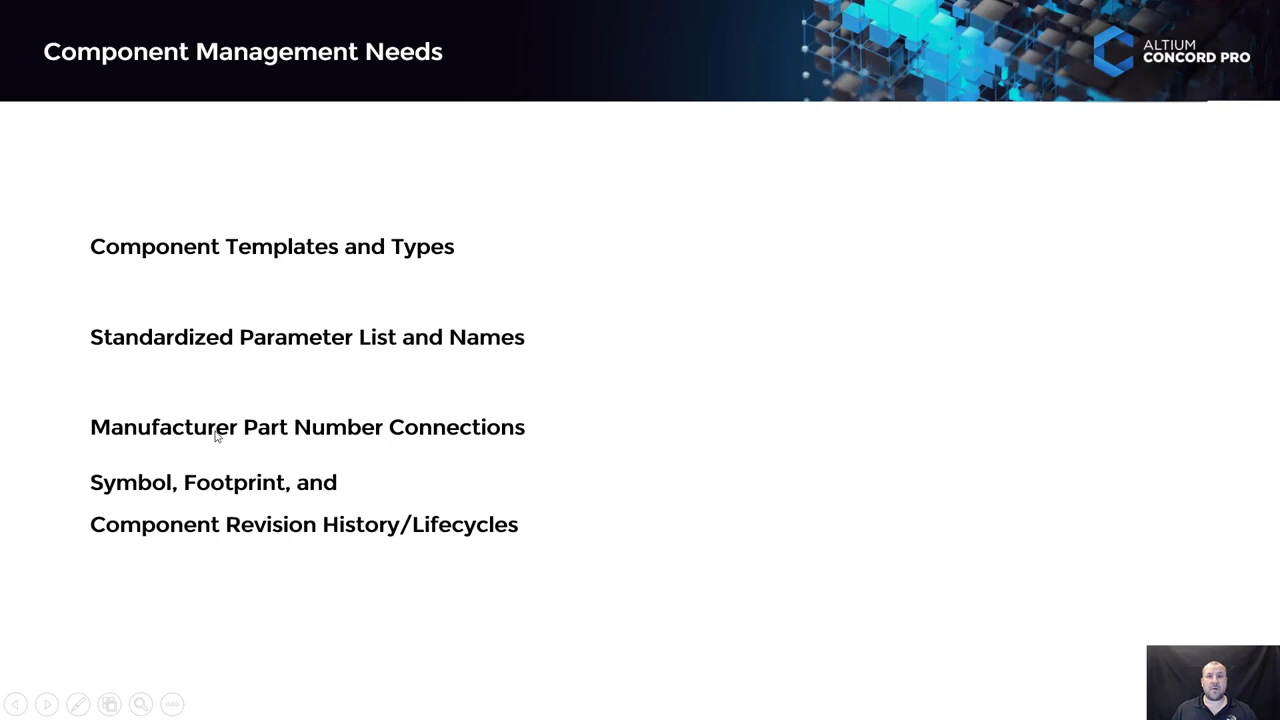 Component Management Needs
ALTIUM
CONCORD PRO
Component Templates and Types
Standardized Parameter List and Names
Manufacturer Part Number Connections
Symbol, Footprint, and
Component Revision History/Lifecycles